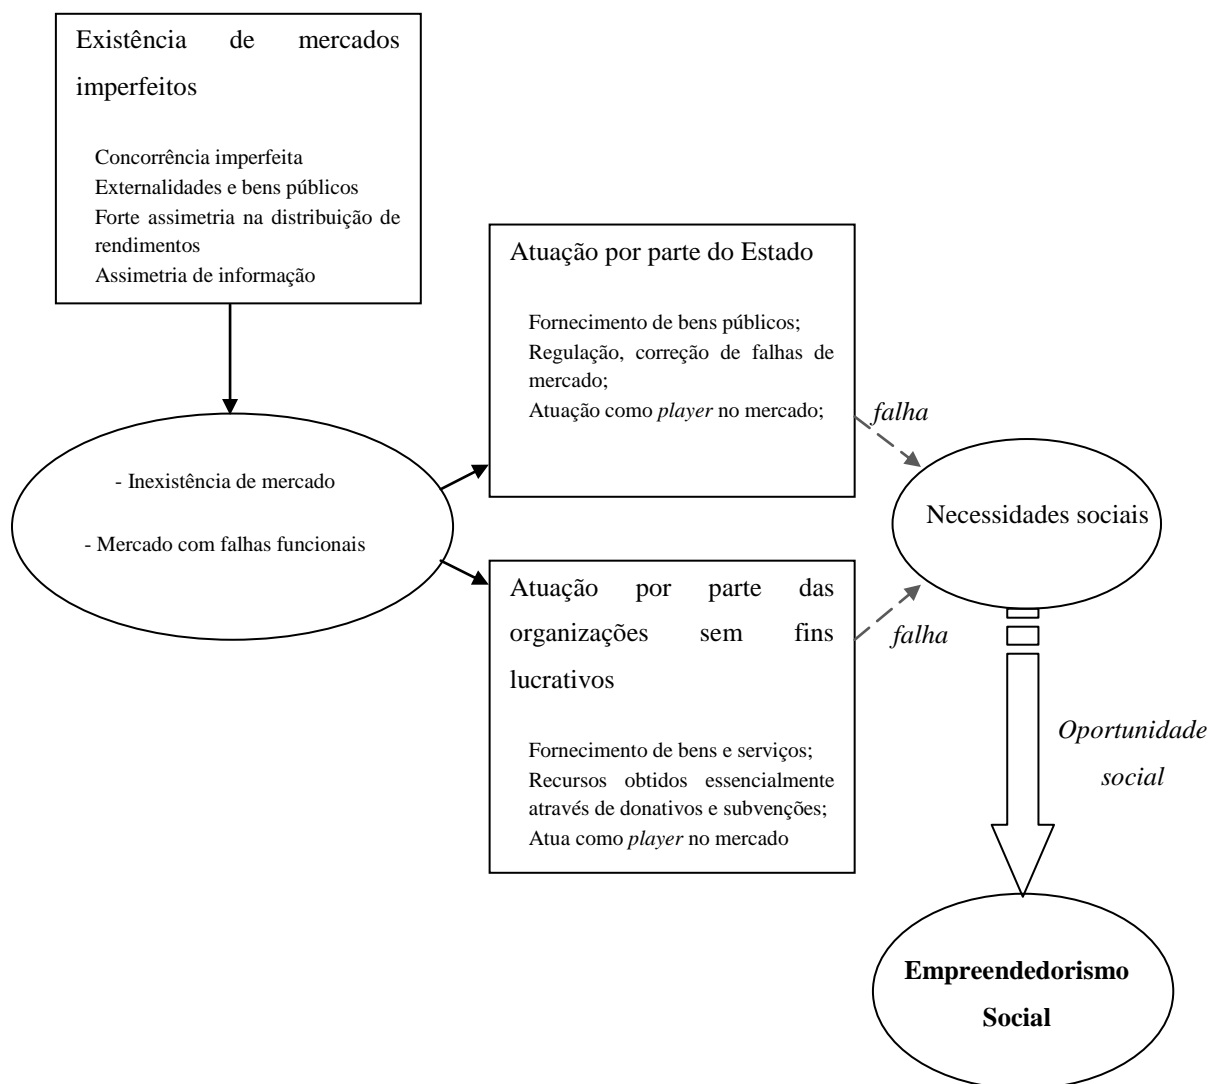 Existência de mercados
imperfeitos
Concorrência imperfeita
Externalidades e bens públicos
Forte assimetria na distribuição de
rendimentos
Assimetria de informação
- Inexistência de mercado
- Mercado com falhas funcionais
Atuação por parte do Estado
Fornecimento de bens públicos;
Regulação, correção de falhas de
mercado;
Atuação como player no mercado;
falha
Atuação por parte das
organizações sem fins
lucrativos
Fornecimento de bens e serviços;
Recursos obtidos essencialmente
através de donativos e subvenções;
Atua como player no mercado
falha
Necessidades sociais
Oportunidade
social
Empreendedorismo
Social